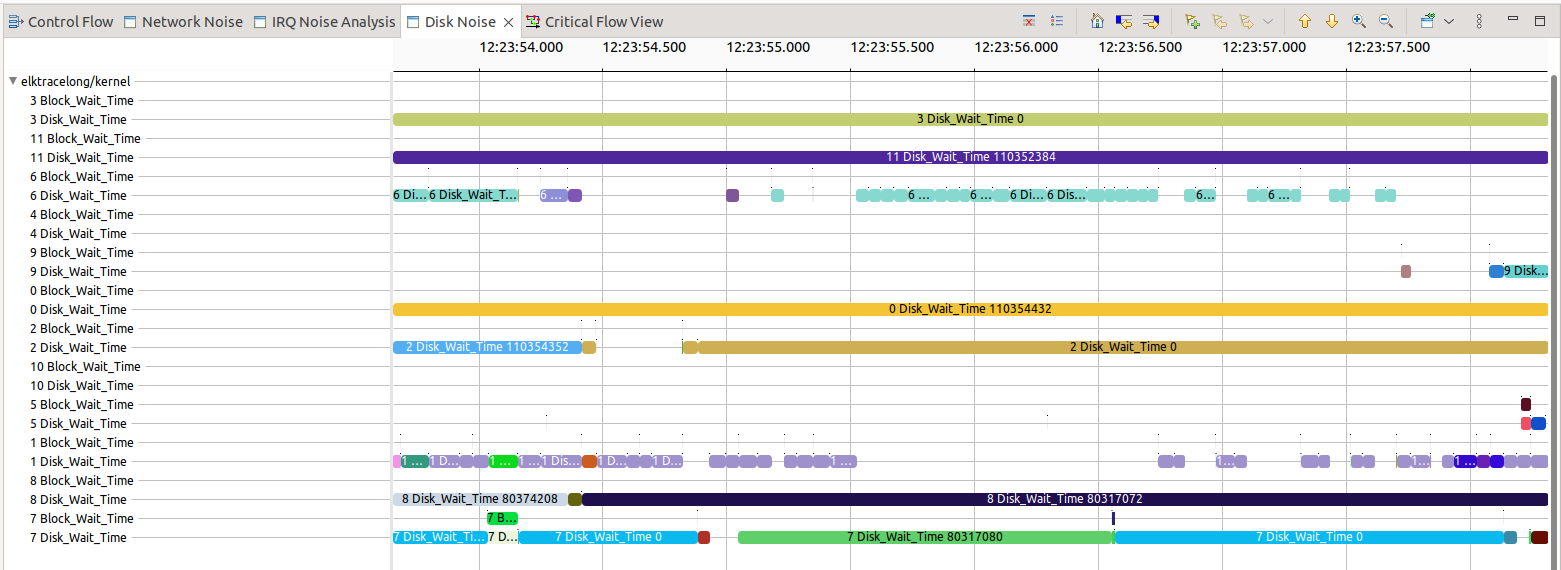 Control Flow Network Noise IRQ Noise Analysis Disk Noise Critical Flow View
12:23:54.000 12:23:54.500 12:23:55.000 12:23:55.500 12:23:56.000 12:23:56.500 12:23:57.000 12:23:57.500
elktracelong/kernel
3 Block_Wait_Time
3 Disk_Wait_Time 3 Disk_Wait_Time 0
11 Block_Wait_Time
11 Disk_Wait_Time 11 Disk_Wait_Time 110352384
6 Block_Wait_Time
6 Disk_Wait_Time 6 Di... 6 Disk_Wait_T... 6 ... 6 ... 6 ... 6 Di... 6 Dis... 6... 6 ...
4 Block_Wait_Time
4 Disk_Wait_Time
9 Block_Wait_Time
9 Disk_Wait_Time 9 Disk...
0 Block_Wait_Time
0 Disk_Wait_Time 0 Disk_Wait_Time 110354432
2 Block_Wait_Time
2 Disk_Wait_Time 2 Disk_Wait_Time 110354352 2 Disk_Wait_Time 0
10 Block_Wait_Time
10 Disk_Wait_Time
5 Block_Wait_Time
5 Disk_Wait_Time
1 Block_Wait_Time
1 Disk_Wait_Time 1 ... 1 D... 1 ... 1 ... 1 Dis... 1 D... 1 D... 1 ... 1... 1... 1 ...
8 Block_Wait_Time
8 Disk_Wait_Time 8 Disk_Wait_Time 80374208 8 Disk_Wait_Time 80317072
7 Block_Wait_Time 7 B...
7 Disk_Wait_Time 7 Disk_Wait_Ti... 7 D... 7 Disk_Wait_Time 0 7 Disk_Wait_Time 80317080 7 Disk_Wait_Time 0